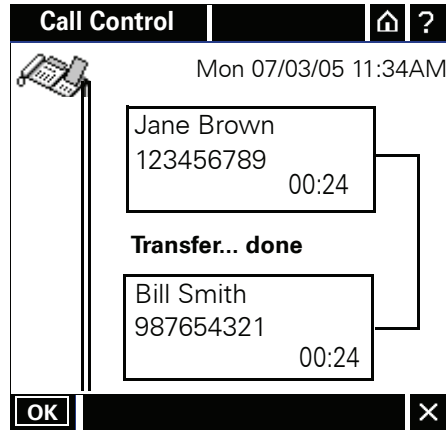 Call Control ?
Mon 07/03/05 11:34AM
Jane Brown
123456789
00:24
Transfer... done
Bill Smith
987654321
00:24
OK